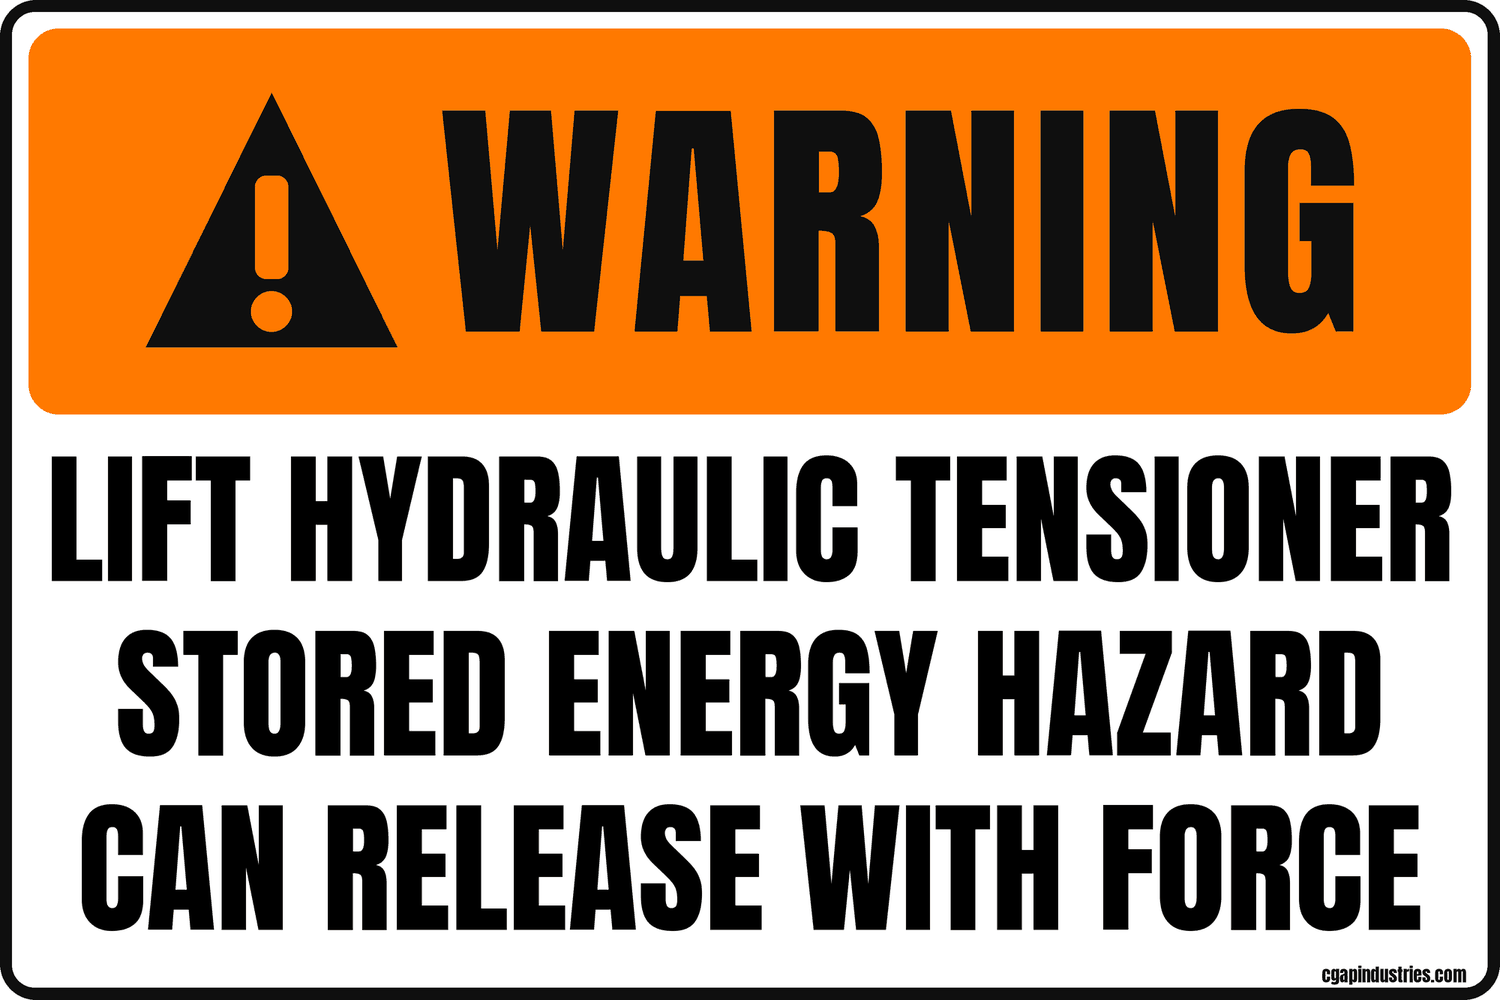 WARNING
LIFT HYDRAULIC TENSIONER
STORED ENERGY HAZARD
CAN RELEASE WITH FORCE
cgapindustries.com